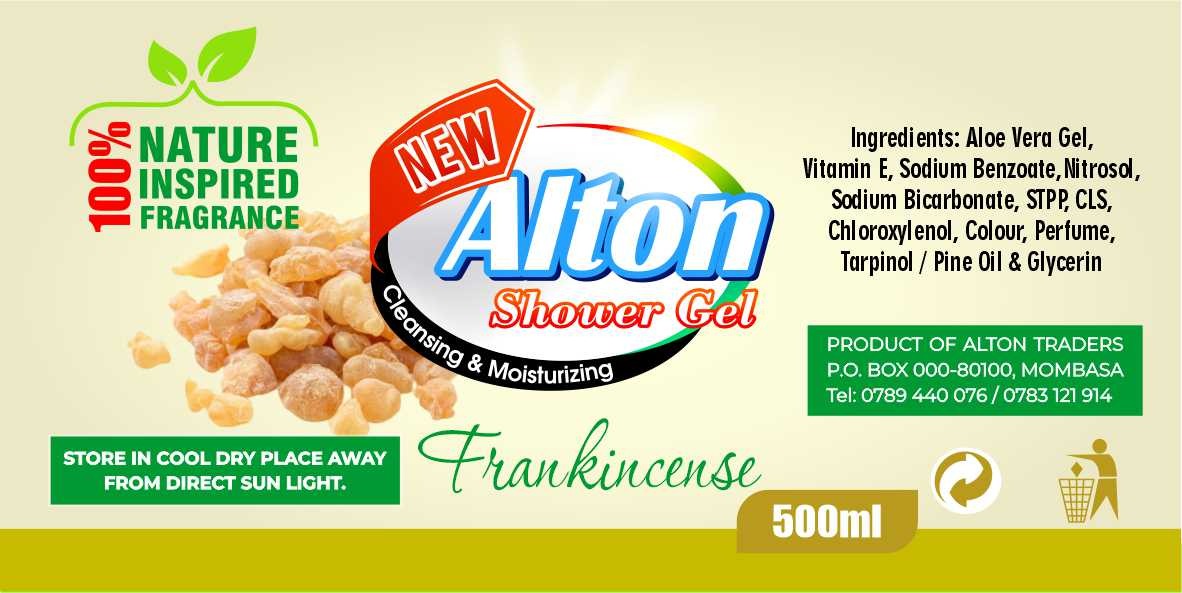 100%
NATURE
INSPIRED
FRAGRANCE
NEW
Alton
Shower Gel
Cleansing & Moisturizing
Frankincense
STORE IN COOL DRY PLACE AWAY
FROM DIRECT SUN LIGHT.
Ingredients: Aloe Vera Gel,
Vitamin E, Sodium Benzoate, Nitrosol,
Sodium Bicarbonate, STPP, CLS,
Chloroxylenol, Colour, Perfume,
Tarpinol / Pine Oil & Glycerin
PRODUCT OF ALTON TRADERS
P.O. BOX 000-80100, MOMBASA
Tel: 0789 440 076 / 0783 121 914
500ml